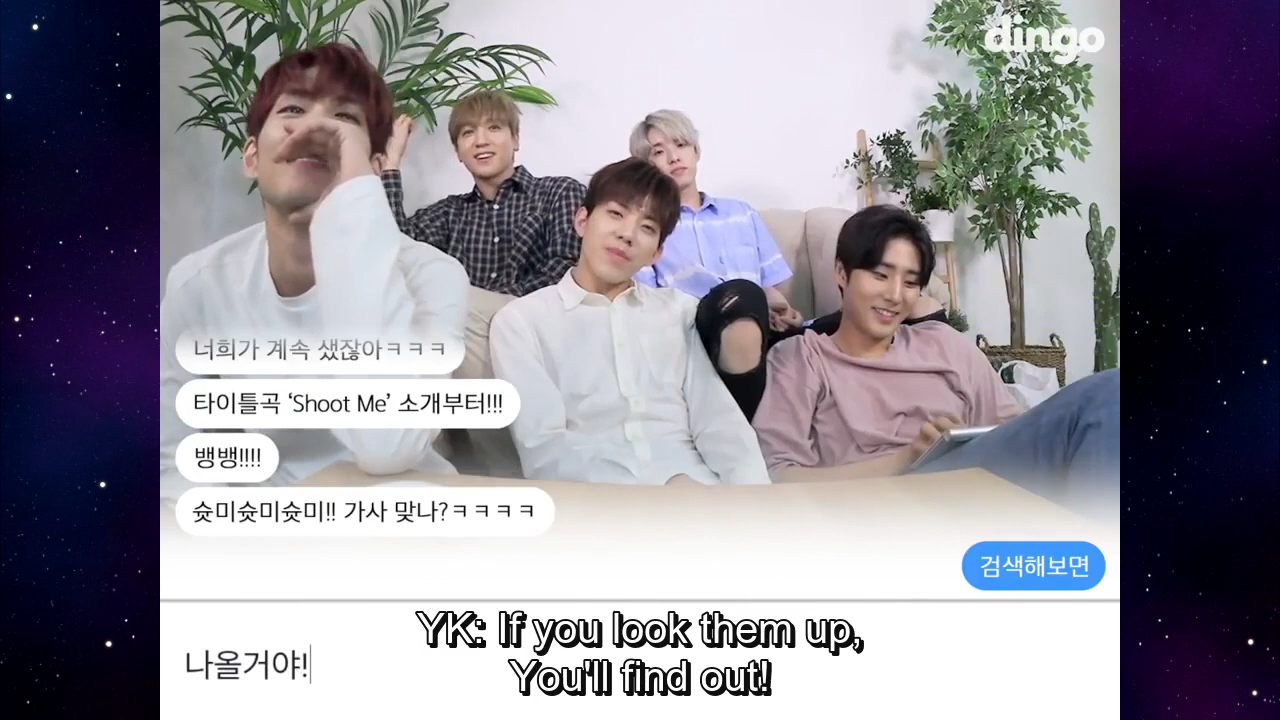 dingo
너희가 계속 샜잖아ㅋㅋㅋ
타이틀곡 ‘Shoot Me’ 소개부터!!!
뱅뱅!!!!
슛미슛미슛미!! 가사 맞나?ㅋㅋㅋㅋ
검색해보면
YK: If you look them up,
You'll find out!
나올거야!